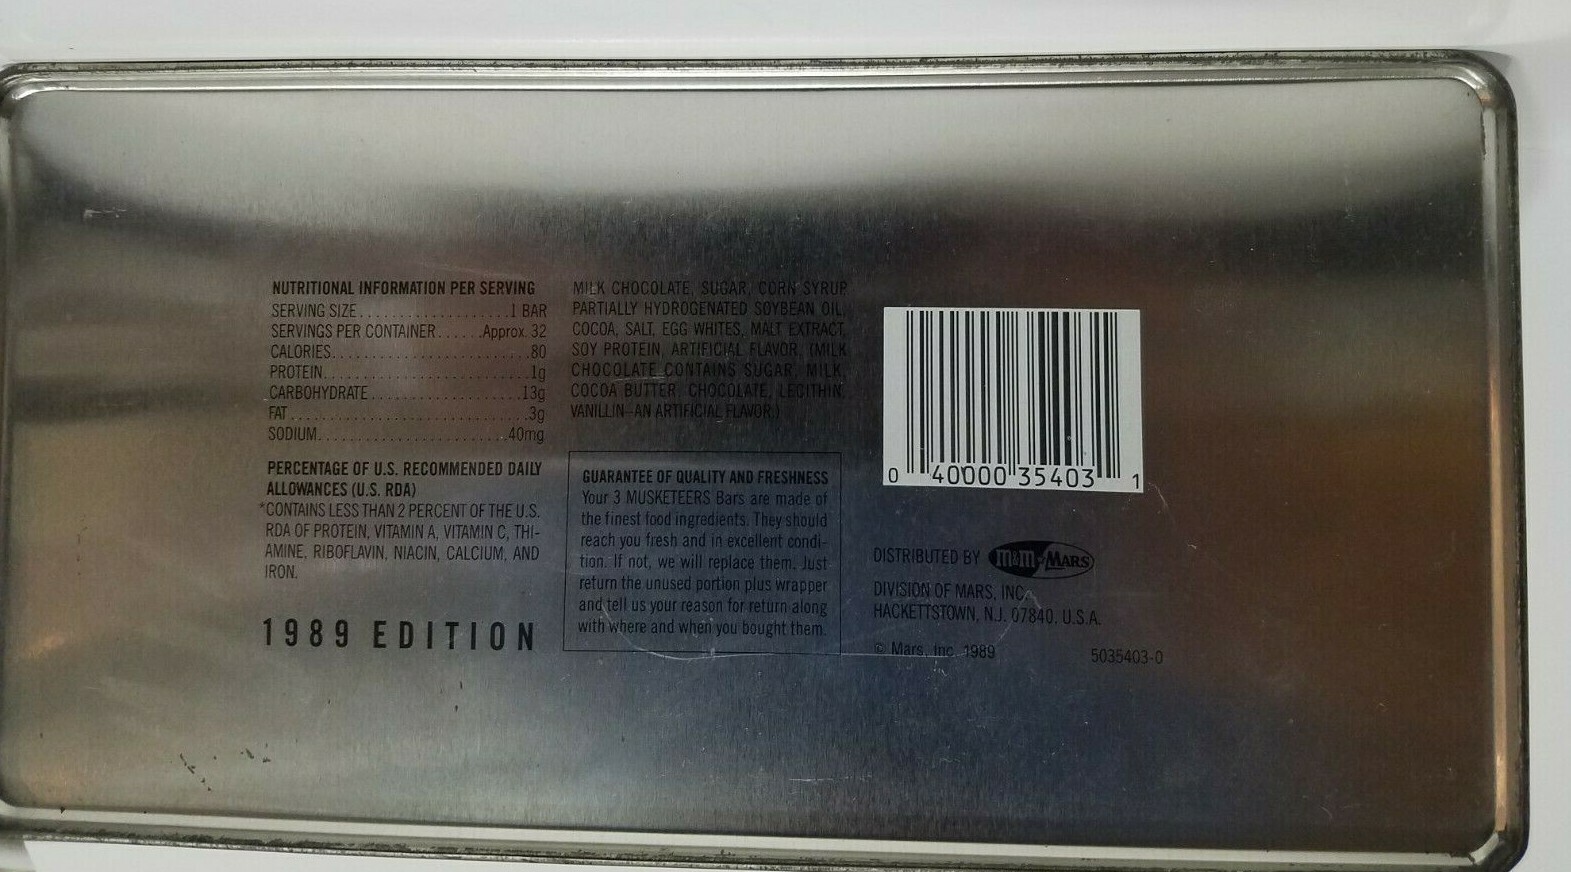 NUTRITIONAL INFORMATION PER SERVING
SERVING SIZE....................1 BAR
SERVINGS PER CONTAINER......Approx. 32
CALORIES..........................80
PROTEIN...........................1g
CARBOHYDRATE....................13g
FAT...............................3g
SODIUM.........................40mg
PERCENTAGE OF U.S. RECOMMENDED DAILY
ALLOWANCES (U.S. RDA)
*CONTAINS LESS THAN 2 PERCENT OF THE U.S.
RDA OF PROTEIN, VITAMIN A, VITAMIN C, THI-
AMINE, RIBOFLAVIN, NIACIN, CALCIUM, AND
IRON.
1989 EDITION
MILK CHOCOLATE, SUGAR, CORN SYRUP,
PARTIALLY HYDROGENATED SOYBEAN OIL,
COCOA, SALT, EGG WHITES, MALT EXTRACT,
SOY PROTEIN, ARTIFICIAL FLAVOR. (MILK
CHOCOLATE CONTAINS SUGAR, MILK,
COCOA BUTTER, CHOCOLATE, LECITHIN,
VANILLIN-AN ARTIFICIAL FLAVOR.)
GUARANTEE OF QUALITY AND FRESHNESS
Your 3 MUSKETEERS Bars are made of
the finest food ingredients. They should
reach you fresh and in excellent condi-
tion. If not, we will replace them. Just
return the unused portion plus wrapper
and tell us your reason for return along
with where and when you bought them.
0 40000 35403 1
DISTRIBUTED BY m&m-MARS
DIVISION OF MARS, INC.
HACKETTSTOWN, N.J. 07840, U.S.A.
© Mars, Inc. 1989
5035403-0